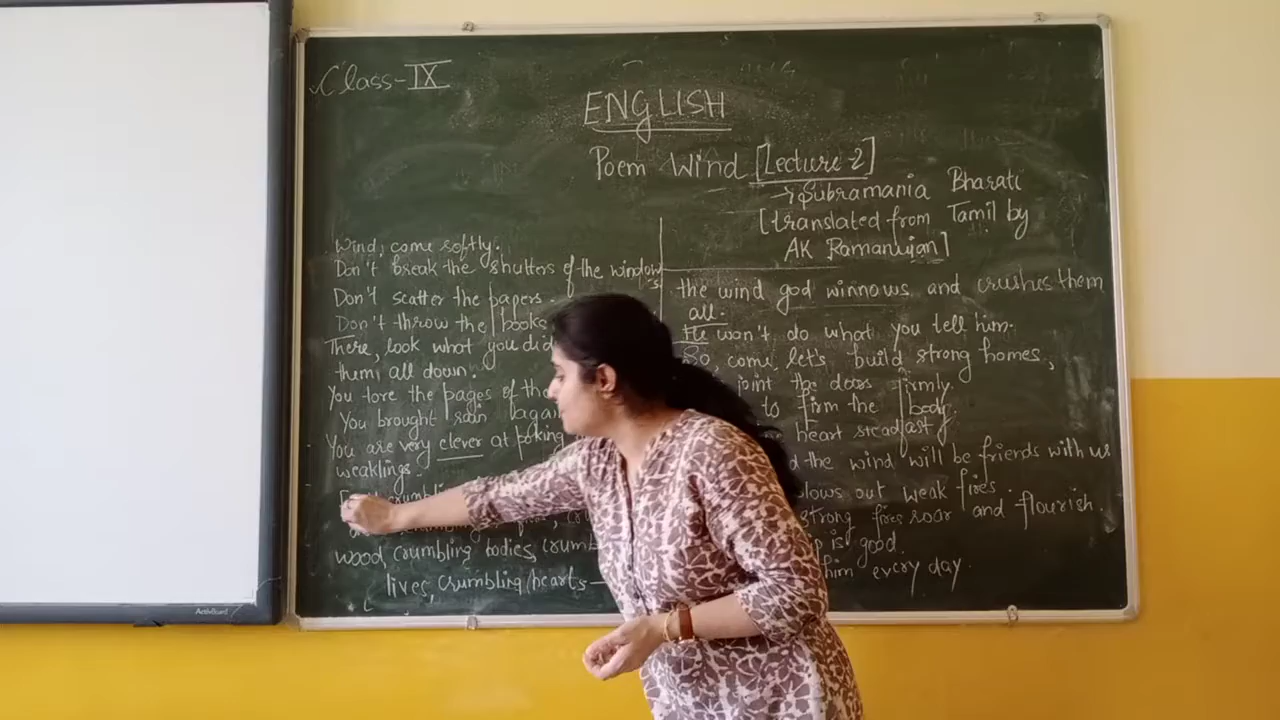 Class-IX
ENGLISH
Poem Wind [Lecture-2]
→ Subramania Bharati
[translated from Tamil by
AK Ramanujan]
Wind, come softly.
Don't break the shutters of the windows
Don't scatter the papers.
Don't throw the books
There, look what you did
them all down.
You tore the pages of the
You brought rain again
You are very clever at poking
weaklings.
crumbling
wood, crumbling bodies, crumb
lives, crumbling hearts-
the wind god winnows and crushes them
all.
He won't do what you tell him.
So, come, let's build strong homes,
joint the doors firmly.
to firm the body.
heart steadfast
the wind will be friends with us
blows out weak fires.
strong fires roar and flourish.
is good.
him every day.
ActivBoard